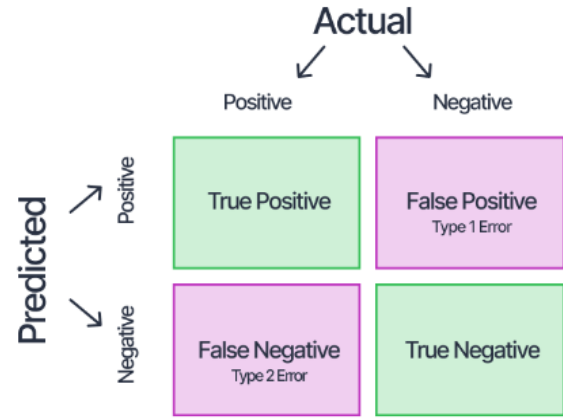 Actual
Positive
Negative
Predicted
Positive
True Positive
False Positive
Type 1 Error
Negative
False Negative
Type 2 Error
True Negative